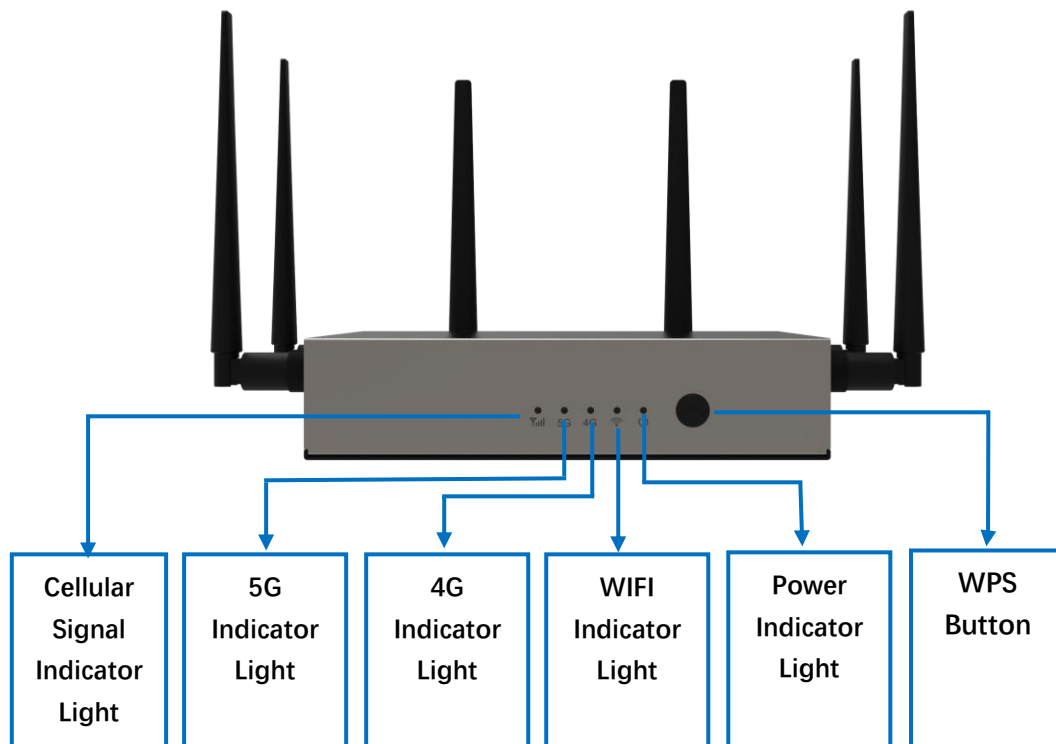 5G
4G
Cellular
Signal
Indicator
Light
5G
Indicator
Light
4G
Indicator
Light
WIFI
Indicator
Light
Power
Indicator
Light
WPS
Button